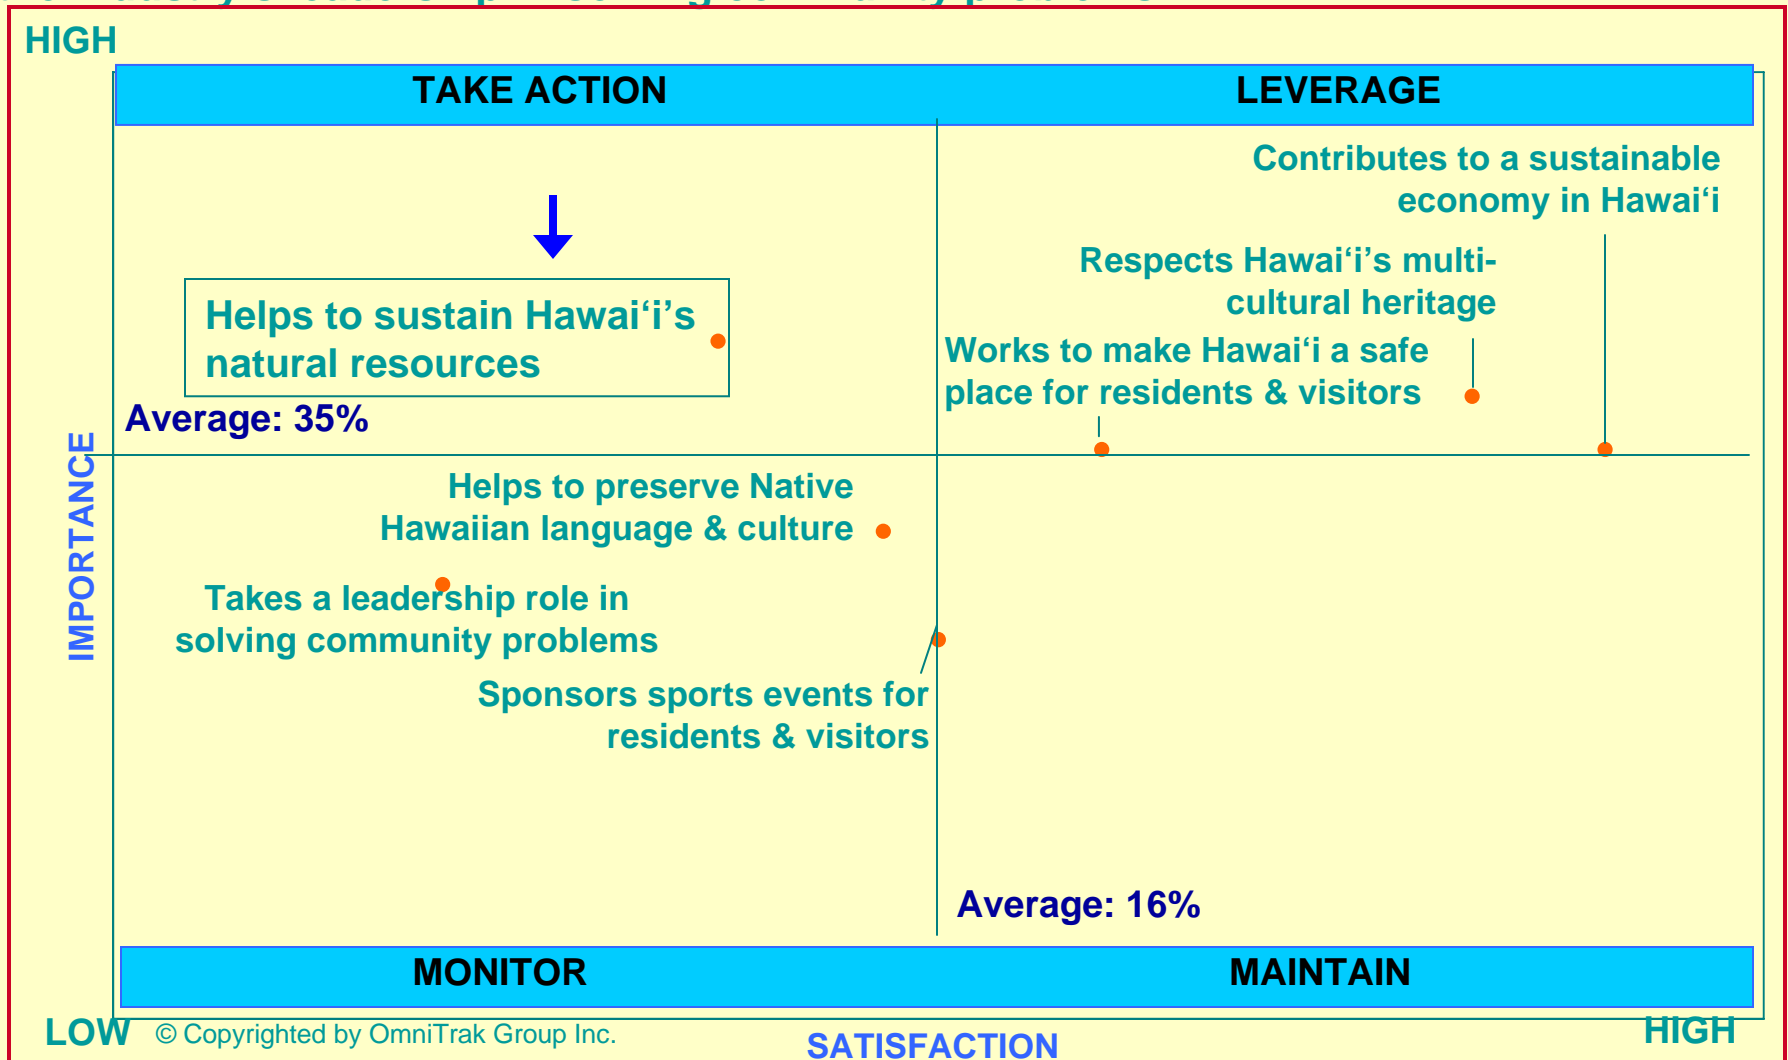 HIGH
TAKE ACTION
LEVERAGE
Contributes to a sustainable
economy in Hawai‘i
Respects Hawai‘i’s multi-
cultural heritage
Helps to sustain Hawai‘i’s
natural resources
Works to make Hawai‘i a safe
place for residents & visitors
Average: 35%
IMPORTANCE
Helps to preserve Native
Hawaiian language & culture
Takes a leadership role in
solving community problems
Sponsors sports events for
residents & visitors
Average: 16%
MONITOR
MAINTAIN
LOW
© Copyrighted by OmniTrak Group Inc.
SATISFACTION
HIGH